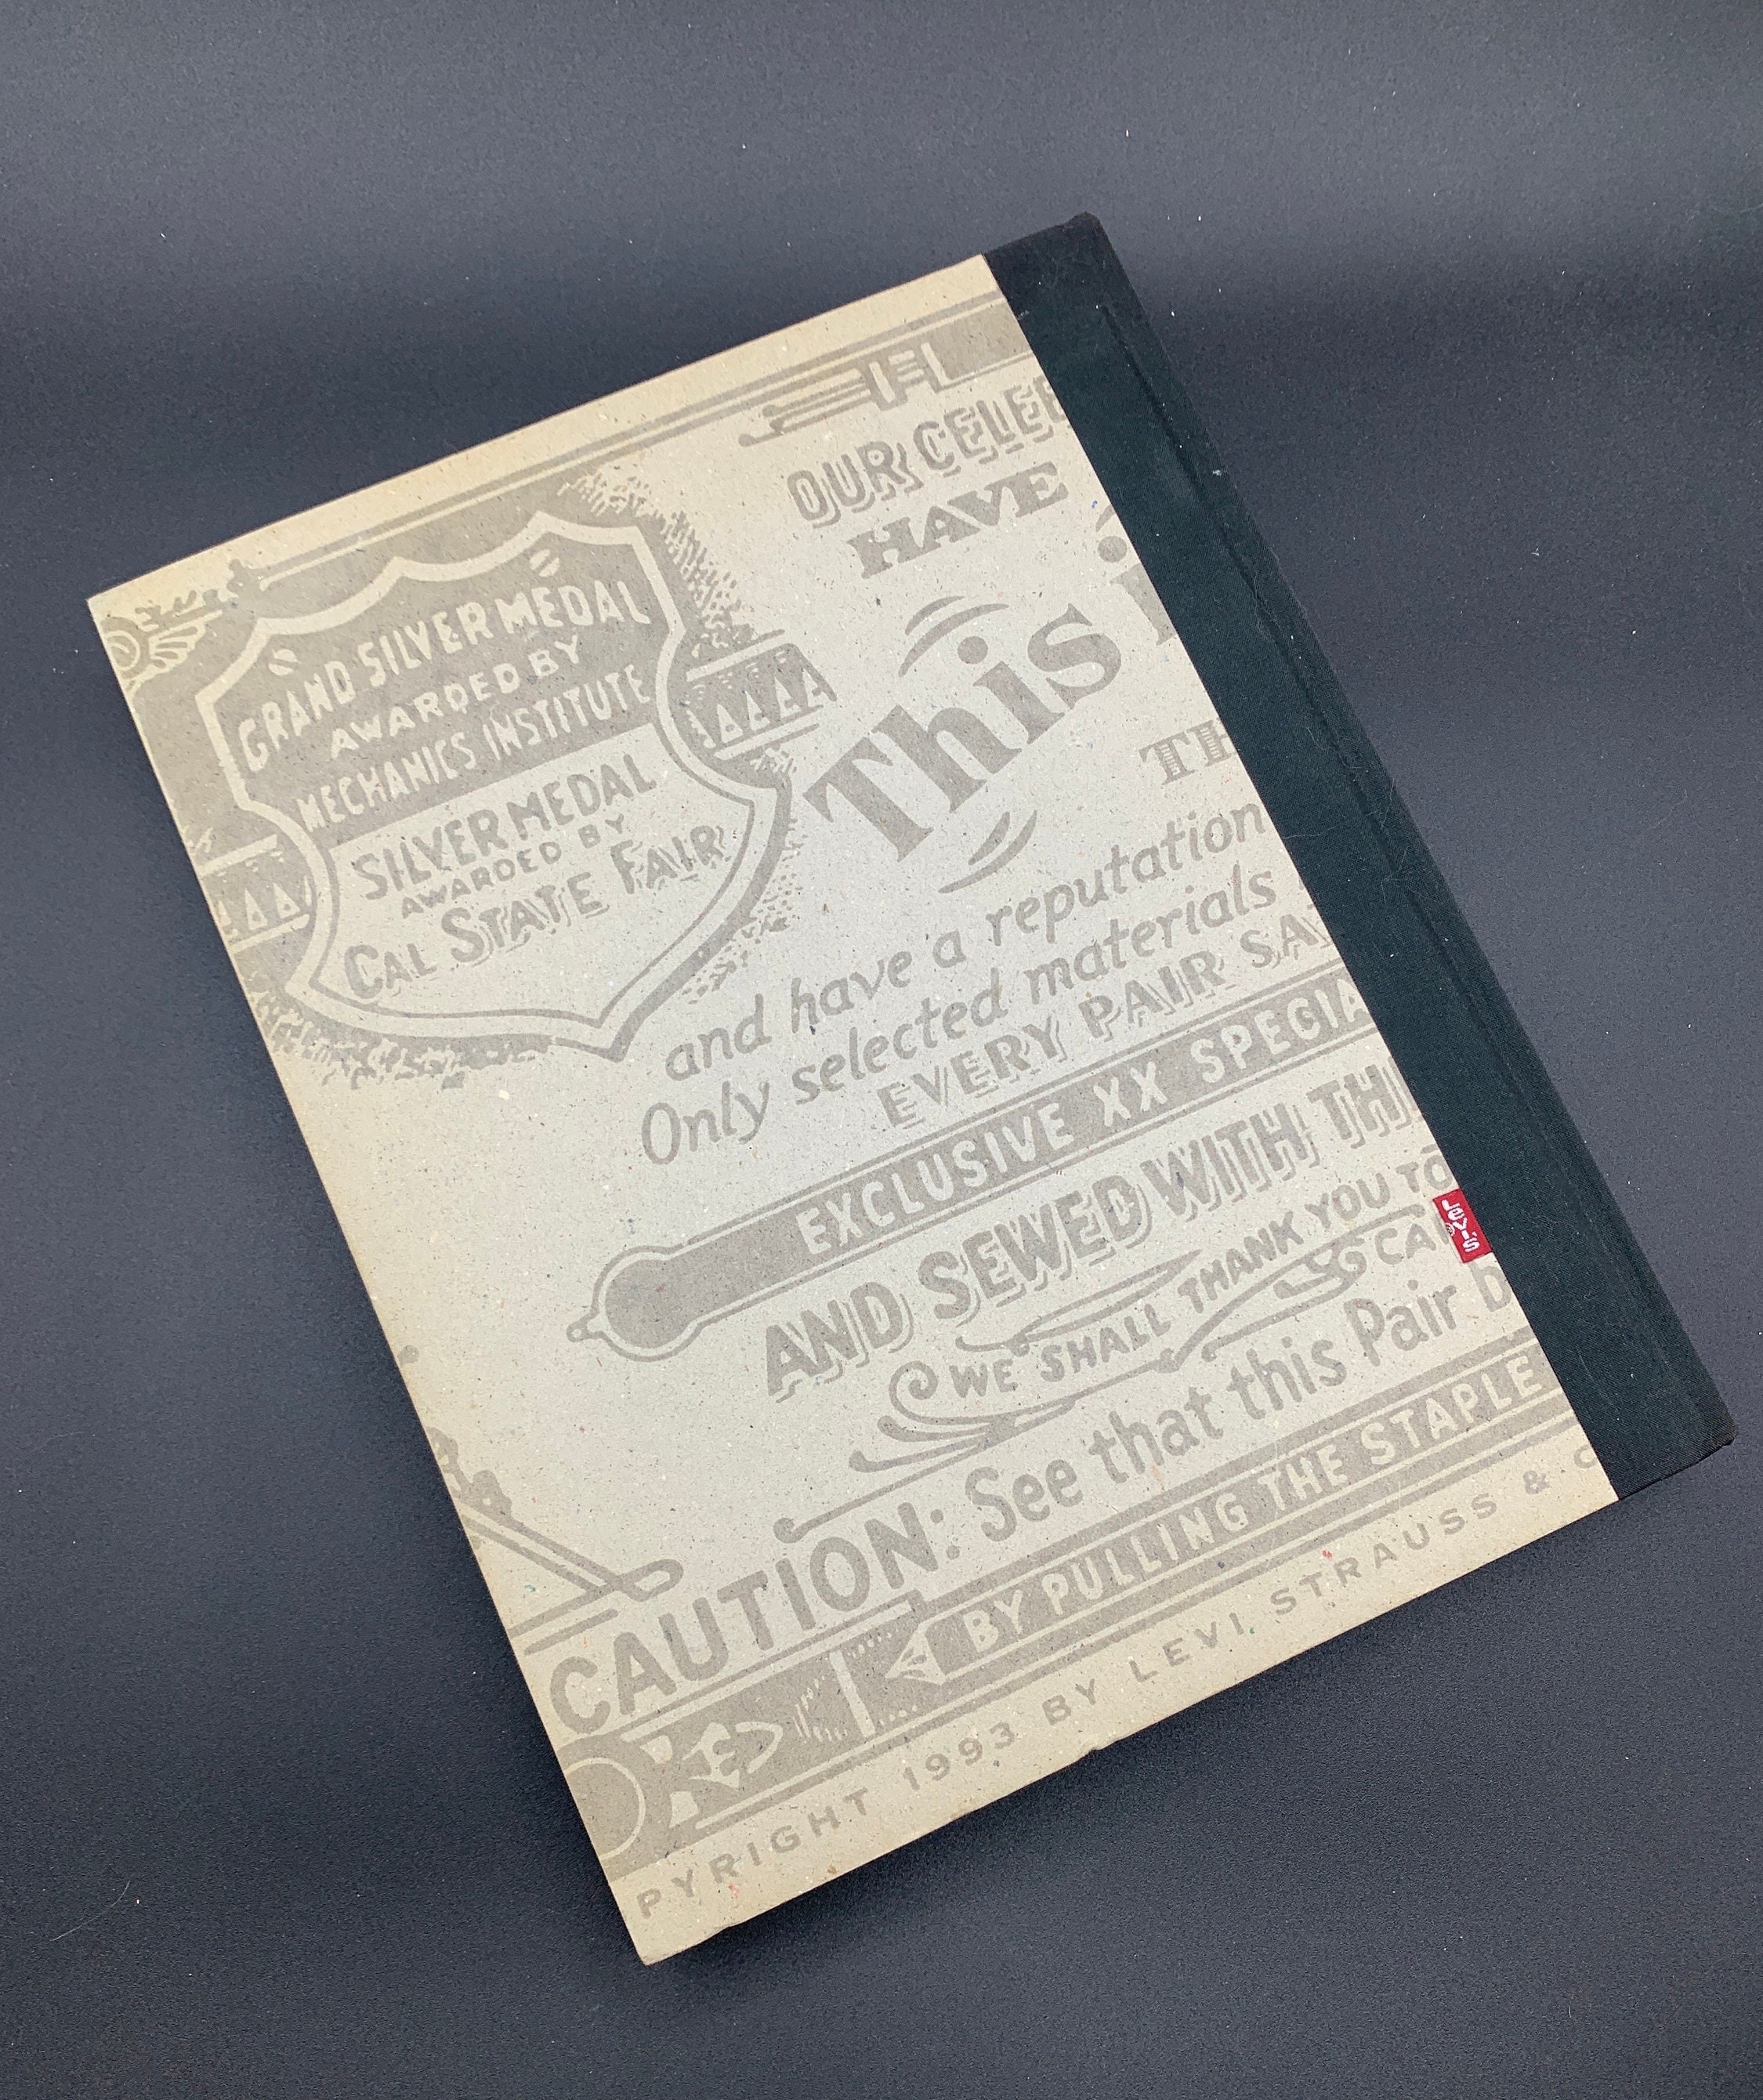 GRAND SILVER MEDAL
AWARDED BY
MECHANICS INSTITUTE
SILVER MEDAL
AWARDED BY
CAL STATE FAIR
OUR CELEB
HAVE
This i
TH
and have a reputation
Only selected materials
EVERY PAIR SA
EXCLUSIVE XX SPECIA
AND SEWED WITH TH
WE SHALL THANK YOU TO
CA
CAUTION: See that this Pair b
BY PULLING THE STAPLE
PYRIGHT 1993 BY LEVI STRAUSS & C
Levi's